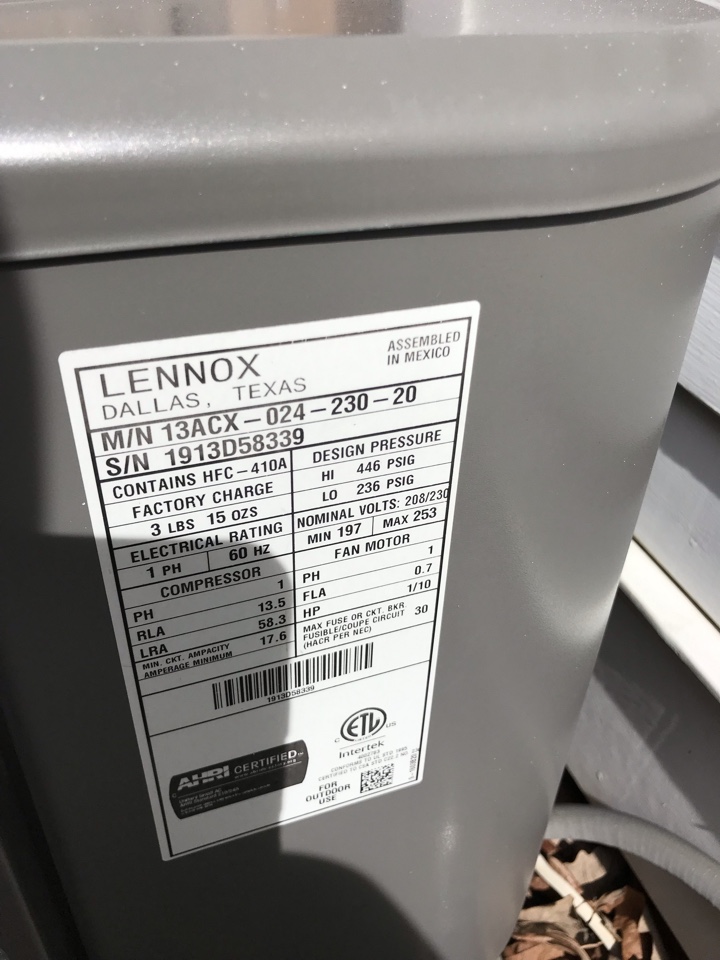 LENNOX
DALLAS, TEXAS
ASSEMBLED
IN MEXICO
M/N 13ACX-024-230-20
S/N 1913D58339
CONTAINS HFC-410A
FACTORY CHARGE
3 LBS 15 OZS
ELECTRICAL RATING
1 PH 60 HZ
COMPRESSOR
PH 1
RLA 13.5
LRA 58.3
MIN. CKT. AMPACITY 17.6
AMPERAGE MINIMUM
DESIGN PRESSURE
HI 446 PSIG
LO 236 PSIG
NOMINAL VOLTS: 208/230
MIN 197 MAX 253
FAN MOTOR
PH 1
FLA 0.7
HP 1/10
MAX FUSE OR CKT. BKR 30
FUSIBLE/COUPE CIRCUIT
(HACR PER NEC)
1913D58339
AHRI CERTIFIED™
C ETL US
Intertek
FOR
OUTDOOR
USE